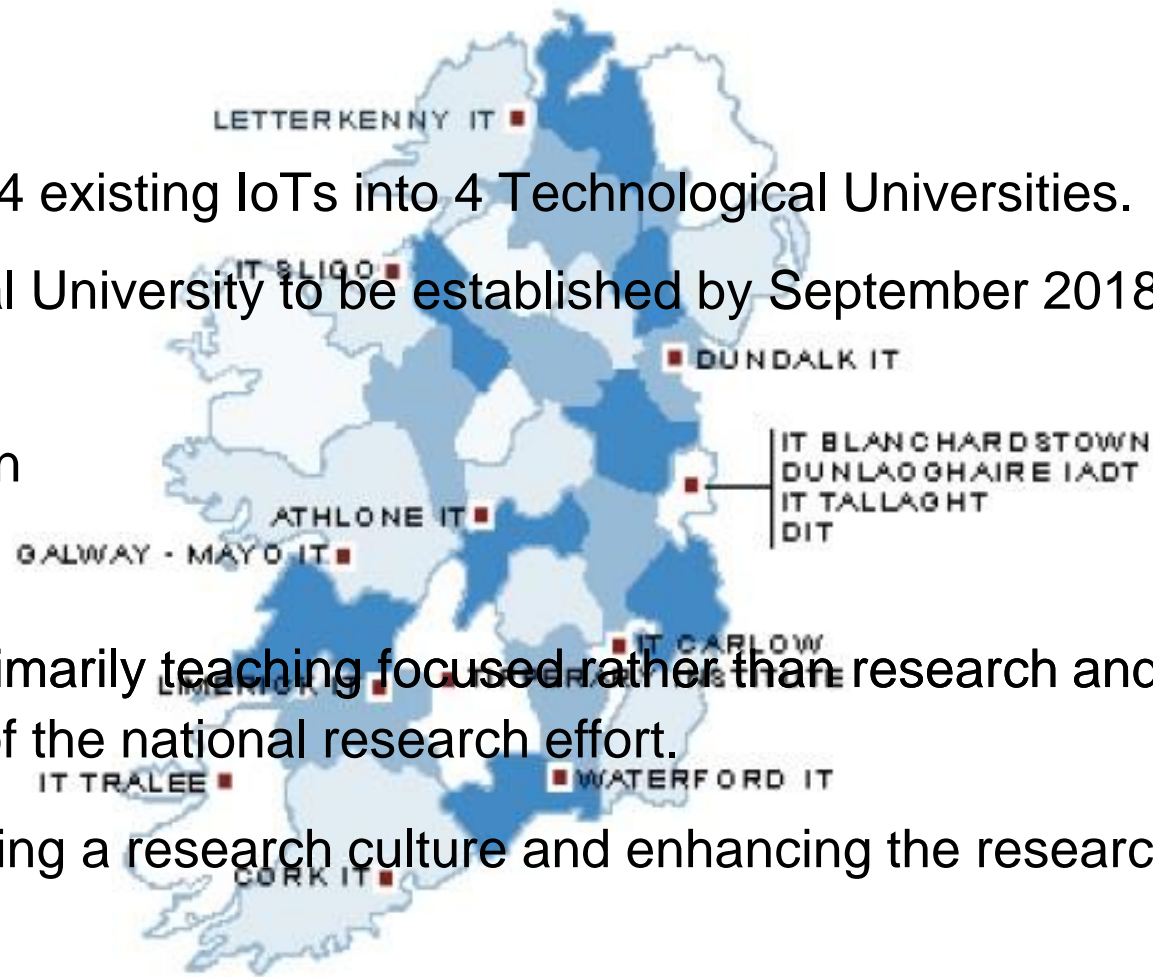 LETTERKENNY IT
4 existing IoTs into 4 Technological Universities.
IT SLIGO
l University to be established by September 2018
DUNDALK IT
IT BLANCHARDSTOWN
n
DUNLAOGHAIRE IADT
IT TALLAGHT
ATHLONE IT
DIT
GALWAY - MAYO IT
IT CARLOW
imarily teaching focused rather than research and
LIMERICK IT
TIPPERARY INSTITUTE
f the national research effort.
IT TRALEE
WATERFORD IT
ing a research culture and enhancing the researc
CORK IT